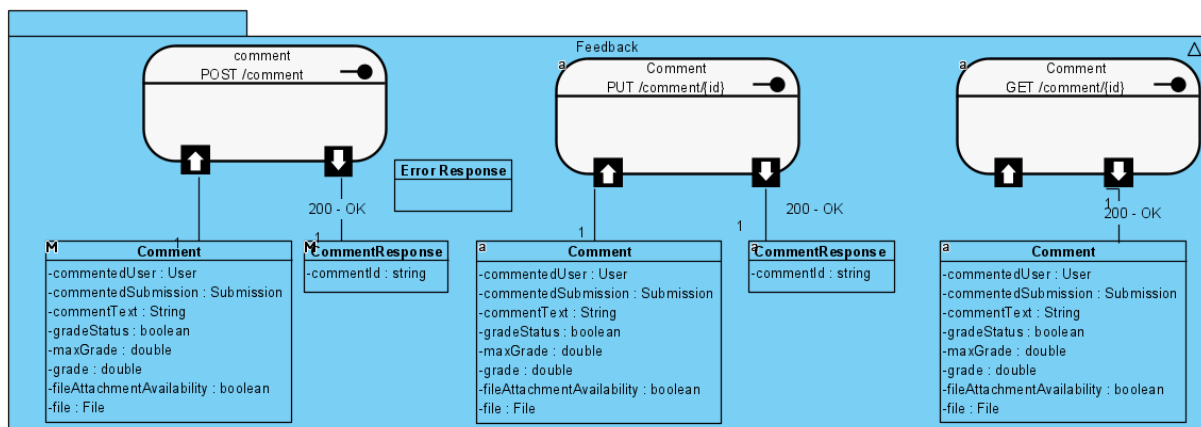 Feedback
comment
POST /comment
a
Comment
PUT /comment/{id}
a
Comment
GET /comment/{id}
Error Response
200 - OK
1
1
200 - OK
1
1
200 - OK
1
M
Comment
-commentedUser : User
-commentedSubmission : Submission
-commentText : String
-gradeStatus : boolean
-maxGrade : double
-grade : double
-fileAttachmentAvailability : boolean
-file : File
M
CommentResponse
-commentId : string
a
Comment
-commentedUser : User
-commentedSubmission : Submission
-commentText : String
-gradeStatus : boolean
-maxGrade : double
-grade : double
-fileAttachmentAvailability : boolean
-file : File
a
CommentResponse
-commentId : string
a
Comment
-commentedUser : User
-commentedSubmission : Submission
-commentText : String
-gradeStatus : boolean
-maxGrade : double
-grade : double
-fileAttachmentAvailability : boolean
-file : File